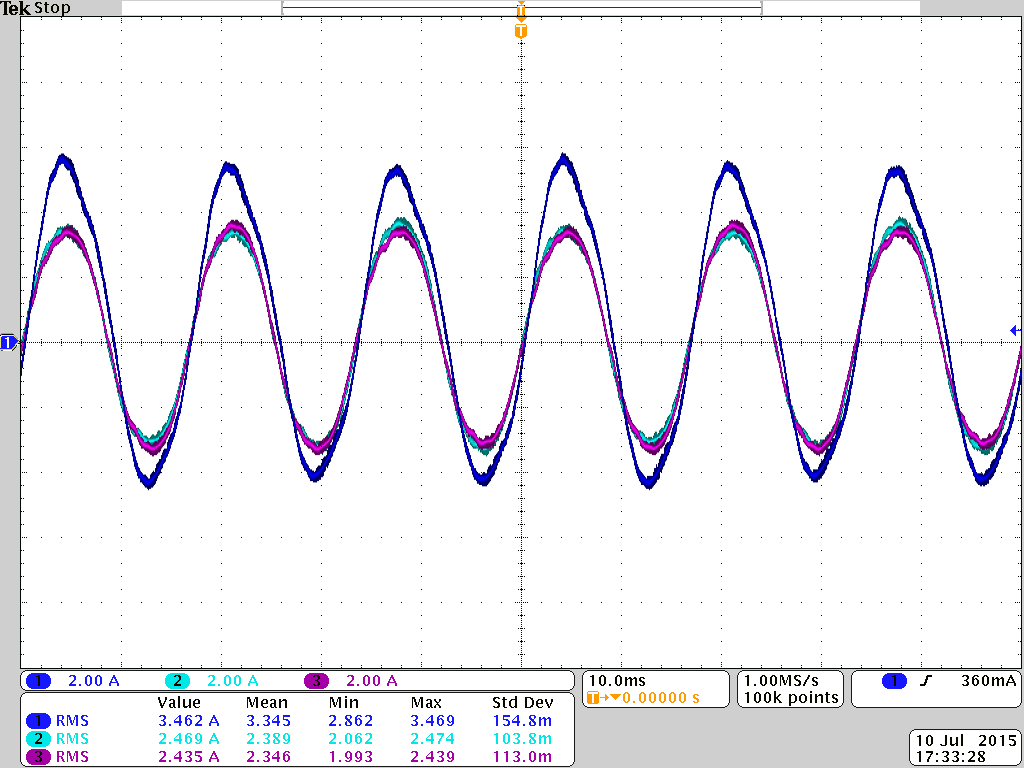 Tek Stop
T
T
1
1 2.00 A 2 2.00 A 3 2.00 A
10.0ms
T→▼0.00000 s
1.00MS/s
100k points
1 360mA
Value Mean Min Max Std Dev
1 RMS 3.462 A 3.345 2.862 3.469 154.8m
2 RMS 2.469 A 2.389 2.062 2.474 103.8m
3 RMS 2.435 A 2.346 1.993 2.439 113.0m
10 Jul 2015
17:33:28